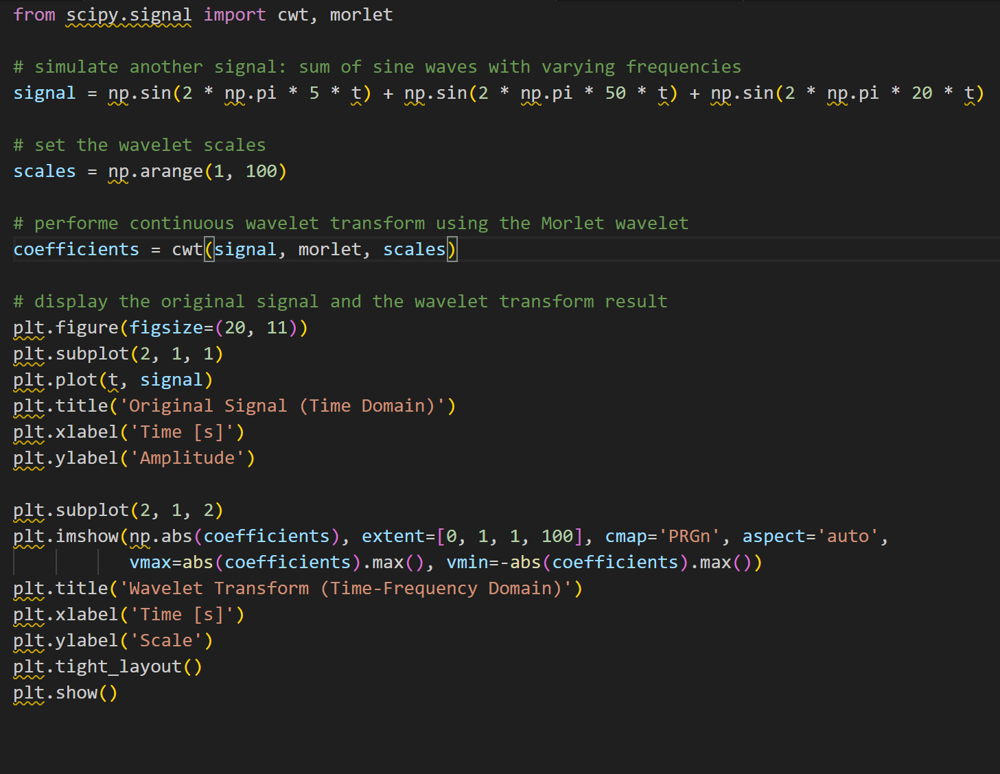 from scipy.signal import cwt, morlet
# simulate another signal: sum of sine waves with varying frequencies
signal = np.sin(2 * np.pi * 5 * t) + np.sin(2 * np.pi * 50 * t) + np.sin(2 * np.pi * 20 * t)
# set the wavelet scales
scales = np.arange(1, 100)
# performe continuous wavelet transform using the Morlet wavelet
coefficients = cwt(signal, morlet, scales)
# display the original signal and the wavelet transform result
plt.figure(figsize=(20, 11))
plt.subplot(2, 1, 1)
plt.plot(t, signal)
plt.title('Original Signal (Time Domain)')
plt.xlabel('Time [s]')
plt.ylabel('Amplitude')
plt.subplot(2, 1, 2)
plt.imshow(np.abs(coefficients), extent=[0, 1, 1, 100], cmap='PRGn', aspect='auto',
           vmax=abs(coefficients).max(), vmin=-abs(coefficients).max())
plt.title('Wavelet Transform (Time-Frequency Domain)')
plt.xlabel('Time [s]')
plt.ylabel('Scale')
plt.tight_layout()
plt.show()